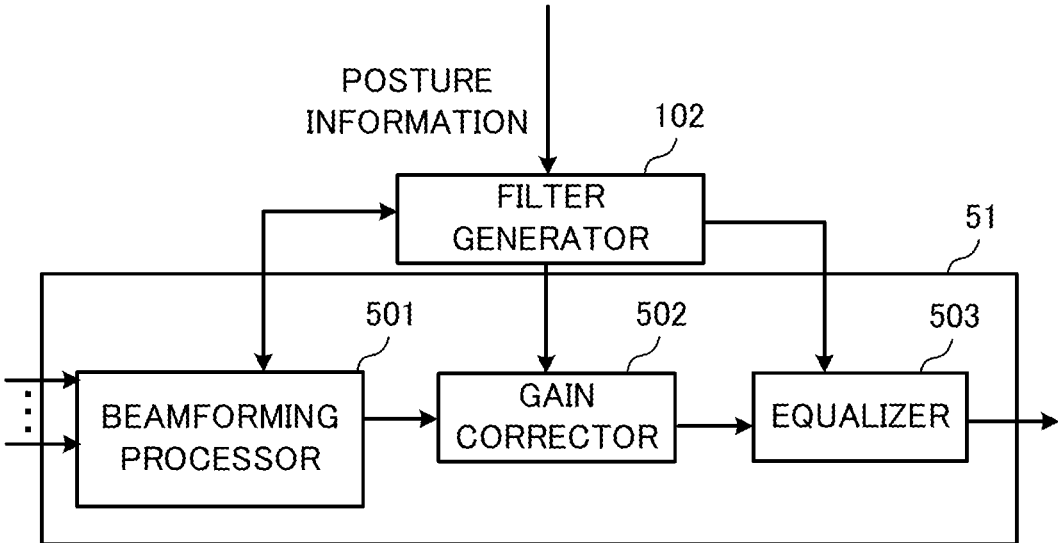 POSTURE
INFORMATION
102
FILTER
GENERATOR
51
501
502
503
BEAMFORMING
PROCESSOR
GAIN
CORRECTOR
EQUALIZER